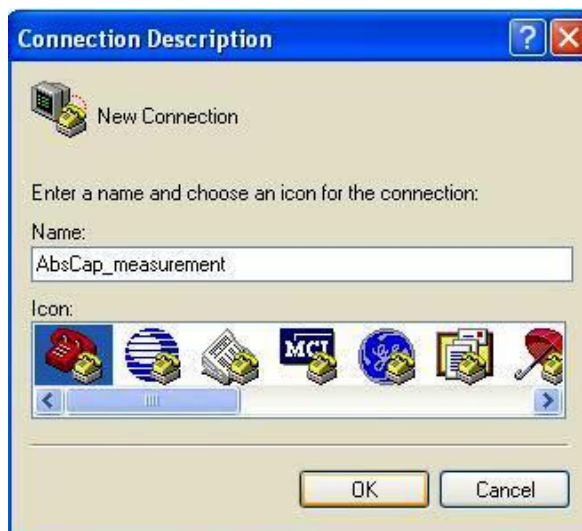 Connection Description
New Connection
Enter a name and choose an icon for the connection:
Name:
AbsCap_measurement
Icon:
MCI
OK
Cancel